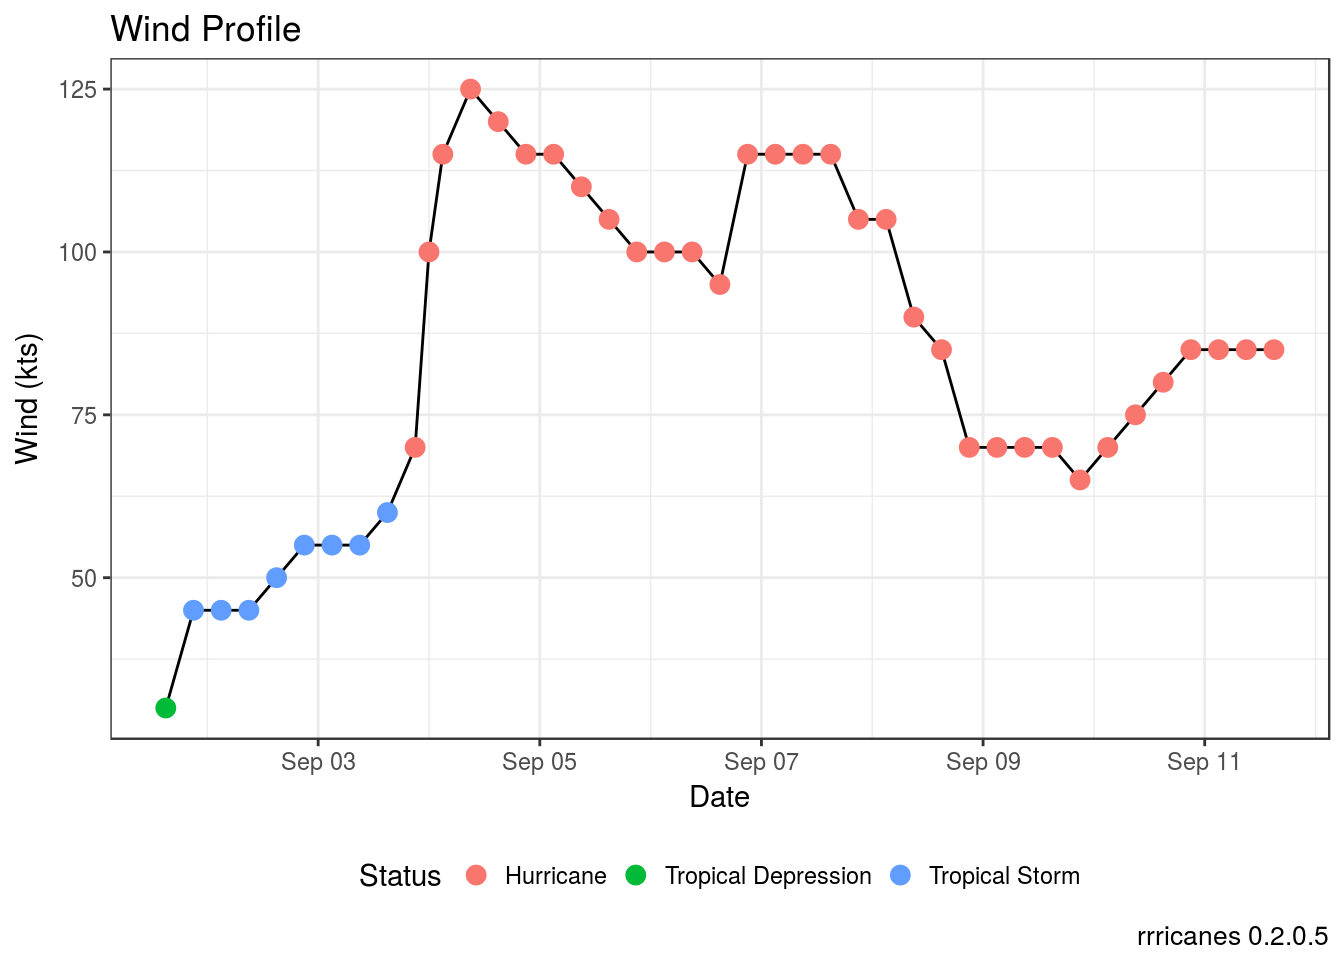 Wind Profile
125
100
75
50
Wind (kts)
Sep 03 Sep 05 Sep 07 Sep 09 Sep 11
Date
Status Hurricane Tropical Depression Tropical Storm
rrricanes 0.2.0.5